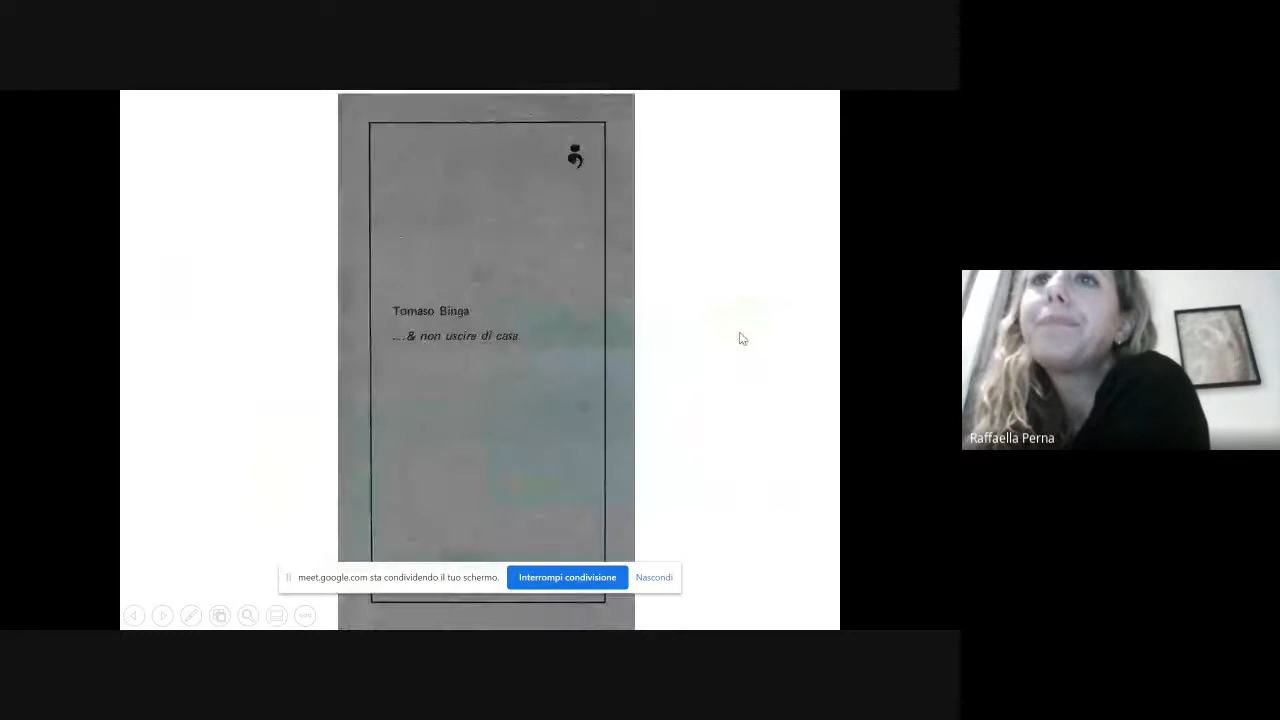 ;
Tomaso Binga
....& non uscire di casa
meet.google.com sta condividendo il tuo schermo.
Interrompi condivisione
Nascondi
Raffaella Perna